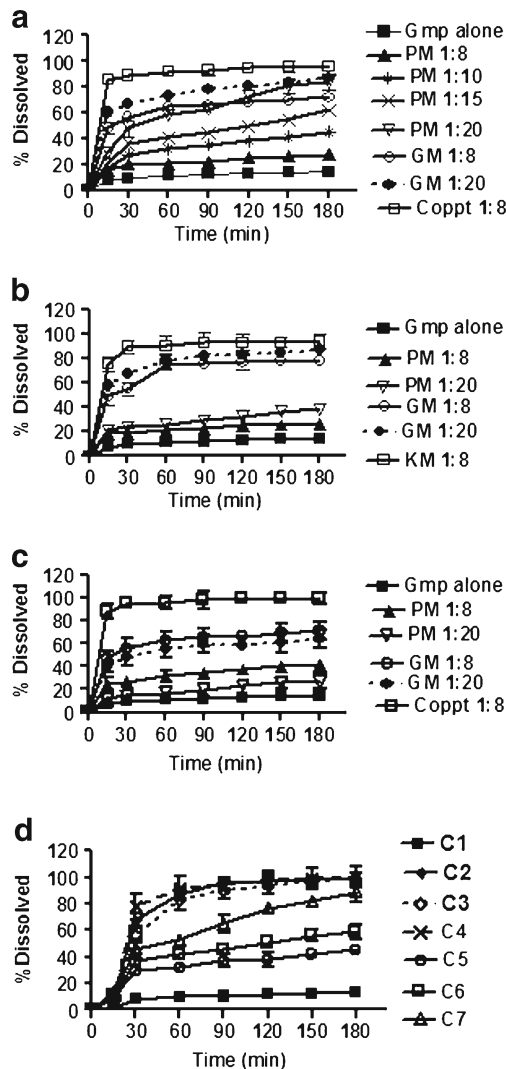 a
120
100
80
60
40
20
0
% Dissolved
0 30 60 90 120 150 180
Time (min)
Gmp alone
PM 1:8
PM 1:10
PM 1:15
PM 1:20
GM 1:8
GM 1:20
Coppt 1:8
b
120
100
80
60
40
20
0
% Dissolved
0 30 60 90 120 150 180
Time (min)
Gmp alone
PM 1:8
PM 1:20
GM 1:8
GM 1:20
KM 1:8
c
120
100
80
60
40
20
0
% Dissolved
0 30 60 90 120 150 180
Time (min)
Gmp alone
PM 1:8
PM 1:20
GM 1:8
GM 1:20
Coppt 1:8
d
120
100
80
60
40
20
0
% Dissolved
0 30 60 90 120 150 180
Time (min)
C1
C2
C3
C4
C5
C6
C7